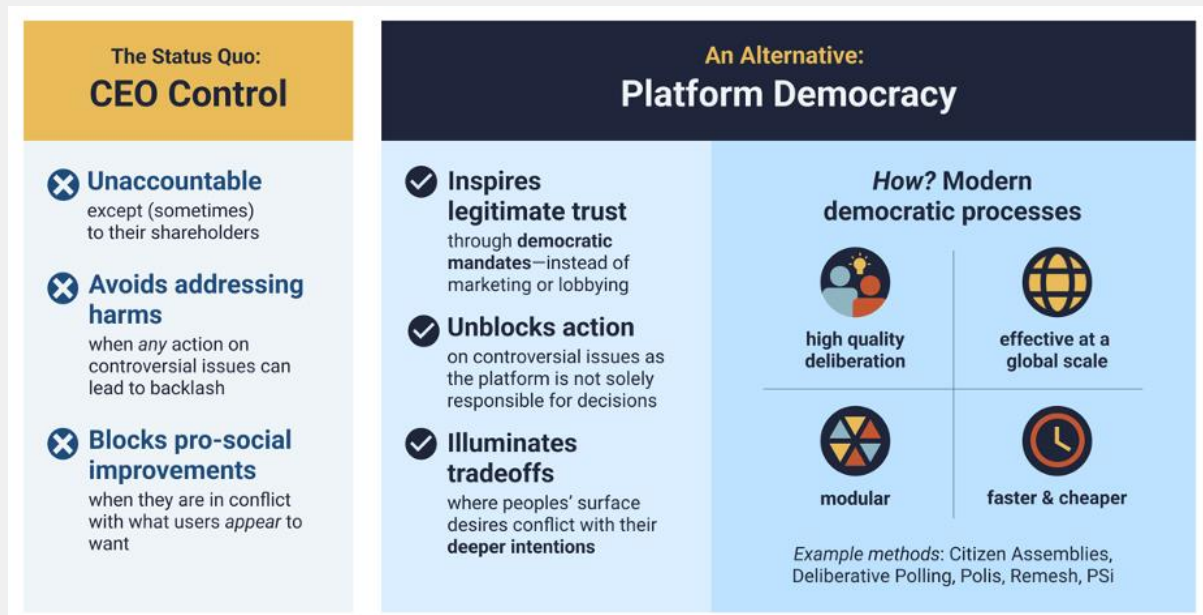 The Status Quo:
CEO Control
Unaccountable
except (sometimes)
to their shareholders
Avoids addressing
harms
when any action on
controversial issues can
lead to backlash
Blocks pro-social
improvements
when they are in conflict
with what users appear to
want
An Alternative:
Platform Democracy
Inspires
legitimate trust
through democratic
mandates—instead of
marketing or lobbying
Unblocks action
on controversial issues as
the platform is not solely
responsible for decisions
Illuminates
tradeoffs
where peoples’ surface
desires conflict with their
deeper intentions
How? Modern
democratic processes
high quality
deliberation
effective at a
global scale
modular
faster & cheaper
Example methods: Citizen Assemblies,
Deliberative Polling, Polis, Remesh, PSi